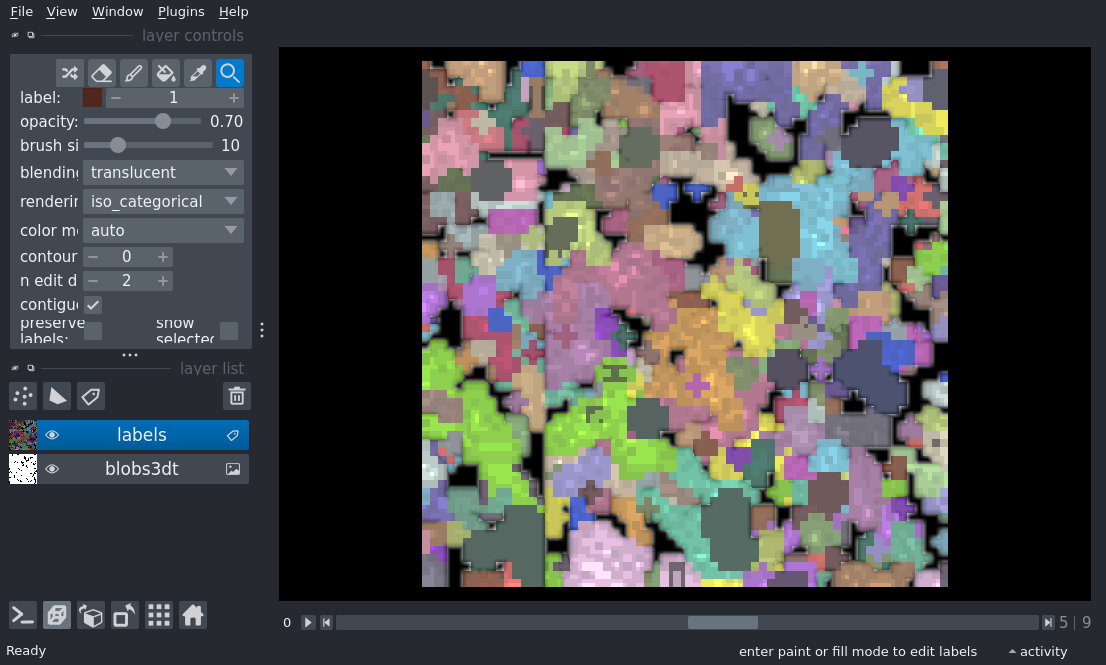 File View Window Plugins Help
layer controls
label: 1
opacity: 0.70
brush si 10
blending translucent
renderin iso_categorical
color m auto
contour 0
n edit d 2
contigu
preserve labels: show selected
layer list
labels
blobs3dt
0 5 | 9
Ready enter paint or fill mode to edit labels activity